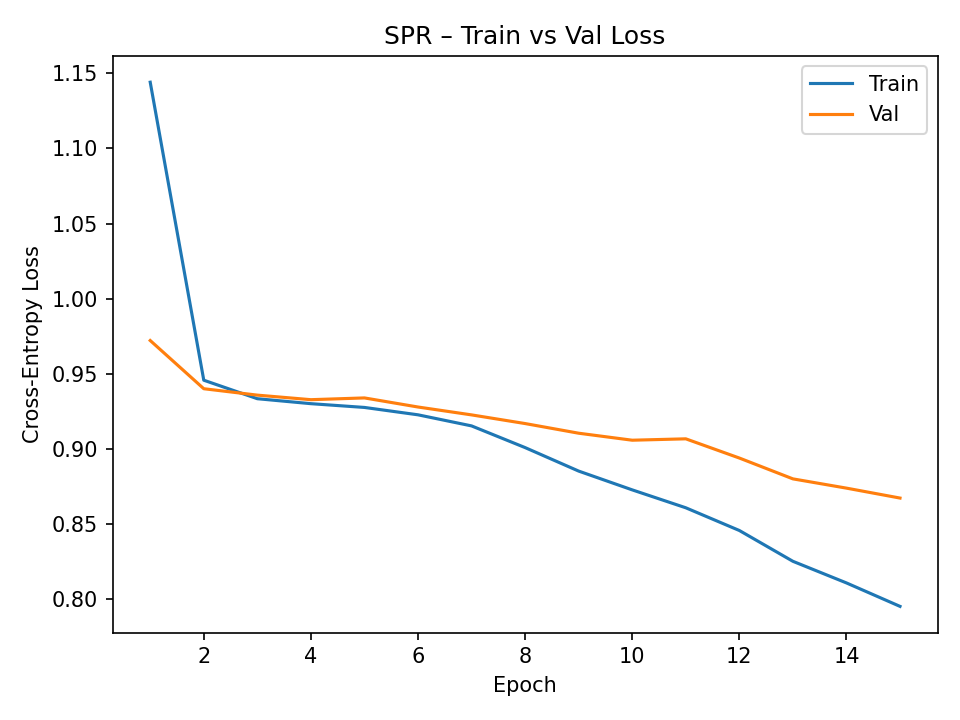 SPR – Train vs Val Loss
Train
Val
Cross-Entropy Loss
1.15
1.10
1.05
1.00
0.95
0.90
0.85
0.80
2 4 6 8 10 12 14
Epoch